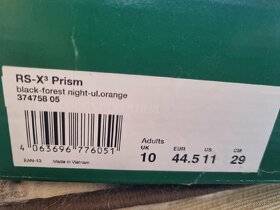 RS-X³ Prism
black-forest night-ul.orange
374758 05
Adults
UK EUR US CM
10 44.5 11 29
4 063696 776051
EAN-13 Made in Vietnam